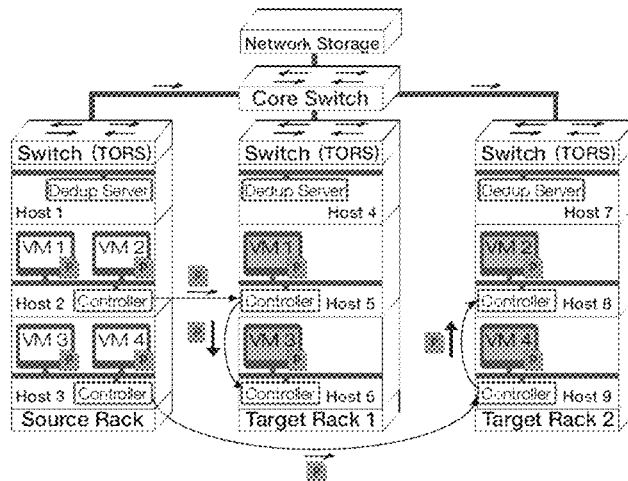 Network Storage
Core Switch
Switch (TORS) Switch (TORS) Switch (TORS)
Dedup Server Dedup Server Dedup Server
Host 1 Host 4 Host 7
VM 1 VM 2 VM 1 VM 2
Host 2 Controller Controller Host 5 Controller Host 8
VM 3 VM 4 VM 3 VM 4
Host 3 Controller Controller Host 6 Controller Host 9
Source Rack Target Rack 1 Target Rack 2